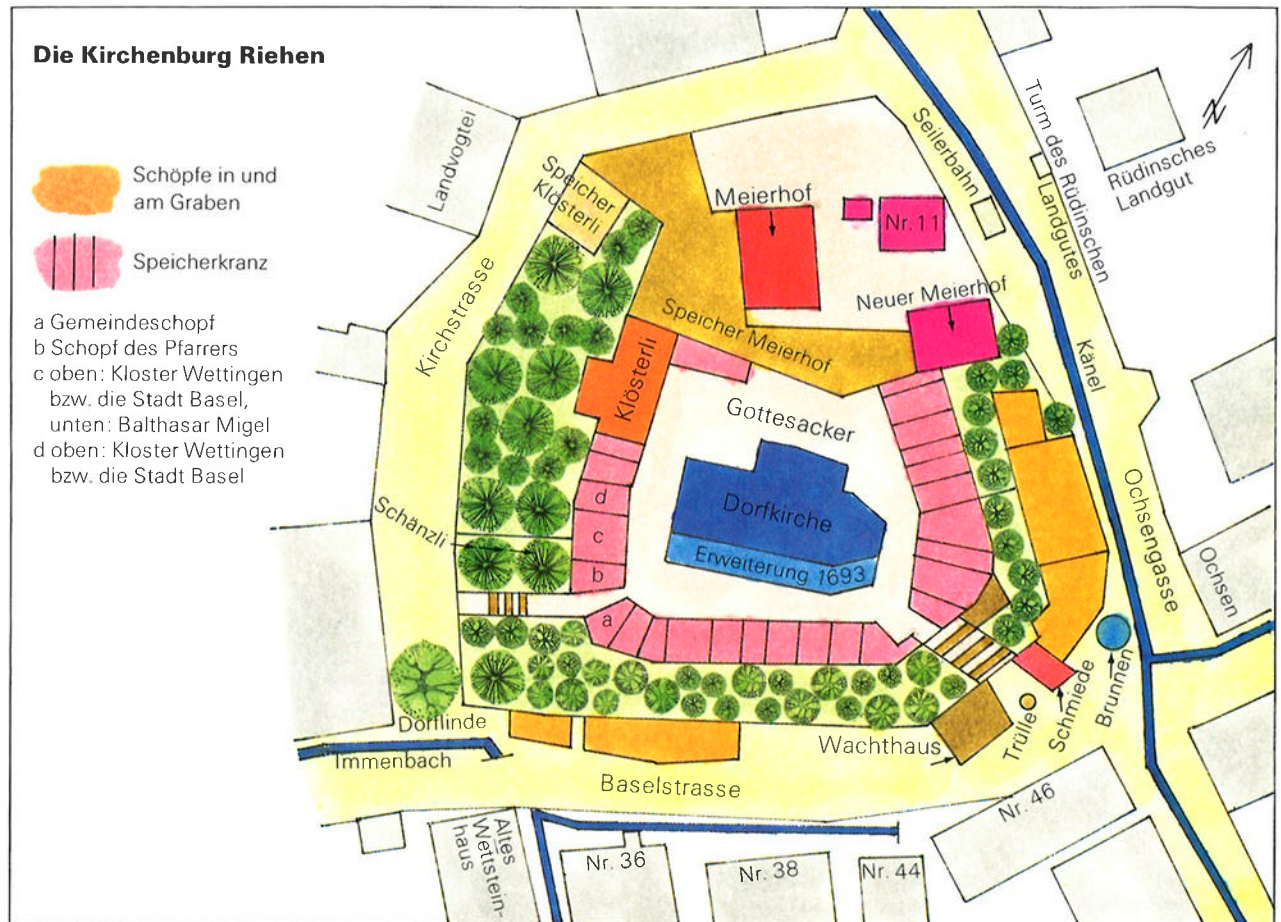 Die Kirchenburg Riehen
Schöpfe in und
am Graben
Speicherkranz
a Gemeindeschopf
b Schopf des Pfarrers
c oben: Kloster Wettingen
bzw. die Stadt Basel,
unten: Balthasar Migel
d oben: Kloster Wettingen
bzw. die Stadt Basel
Landvogtei
Speicher
Klösterli
Kirchstrasse
Meierhof
Nr. 11
Seilerbahn
Turm des Rüdinschen
Landgutes
Rüdinsches
Landgut
N
Neuer Meierhof
Speicher Meierhof
Känel
Klösterli
Gottesacker
Dorfkirche
Erweiterung 1693
d
c
b
a
Schänzli
Ochsengasse
Ochsen
Dorflinde
Immenbach
Baselstrasse
Wachthaus
Trülle
Schmiede
Brunnen
Altes
Wettstein-
haus
Nr. 36
Nr. 38
Nr. 44
Nr. 46